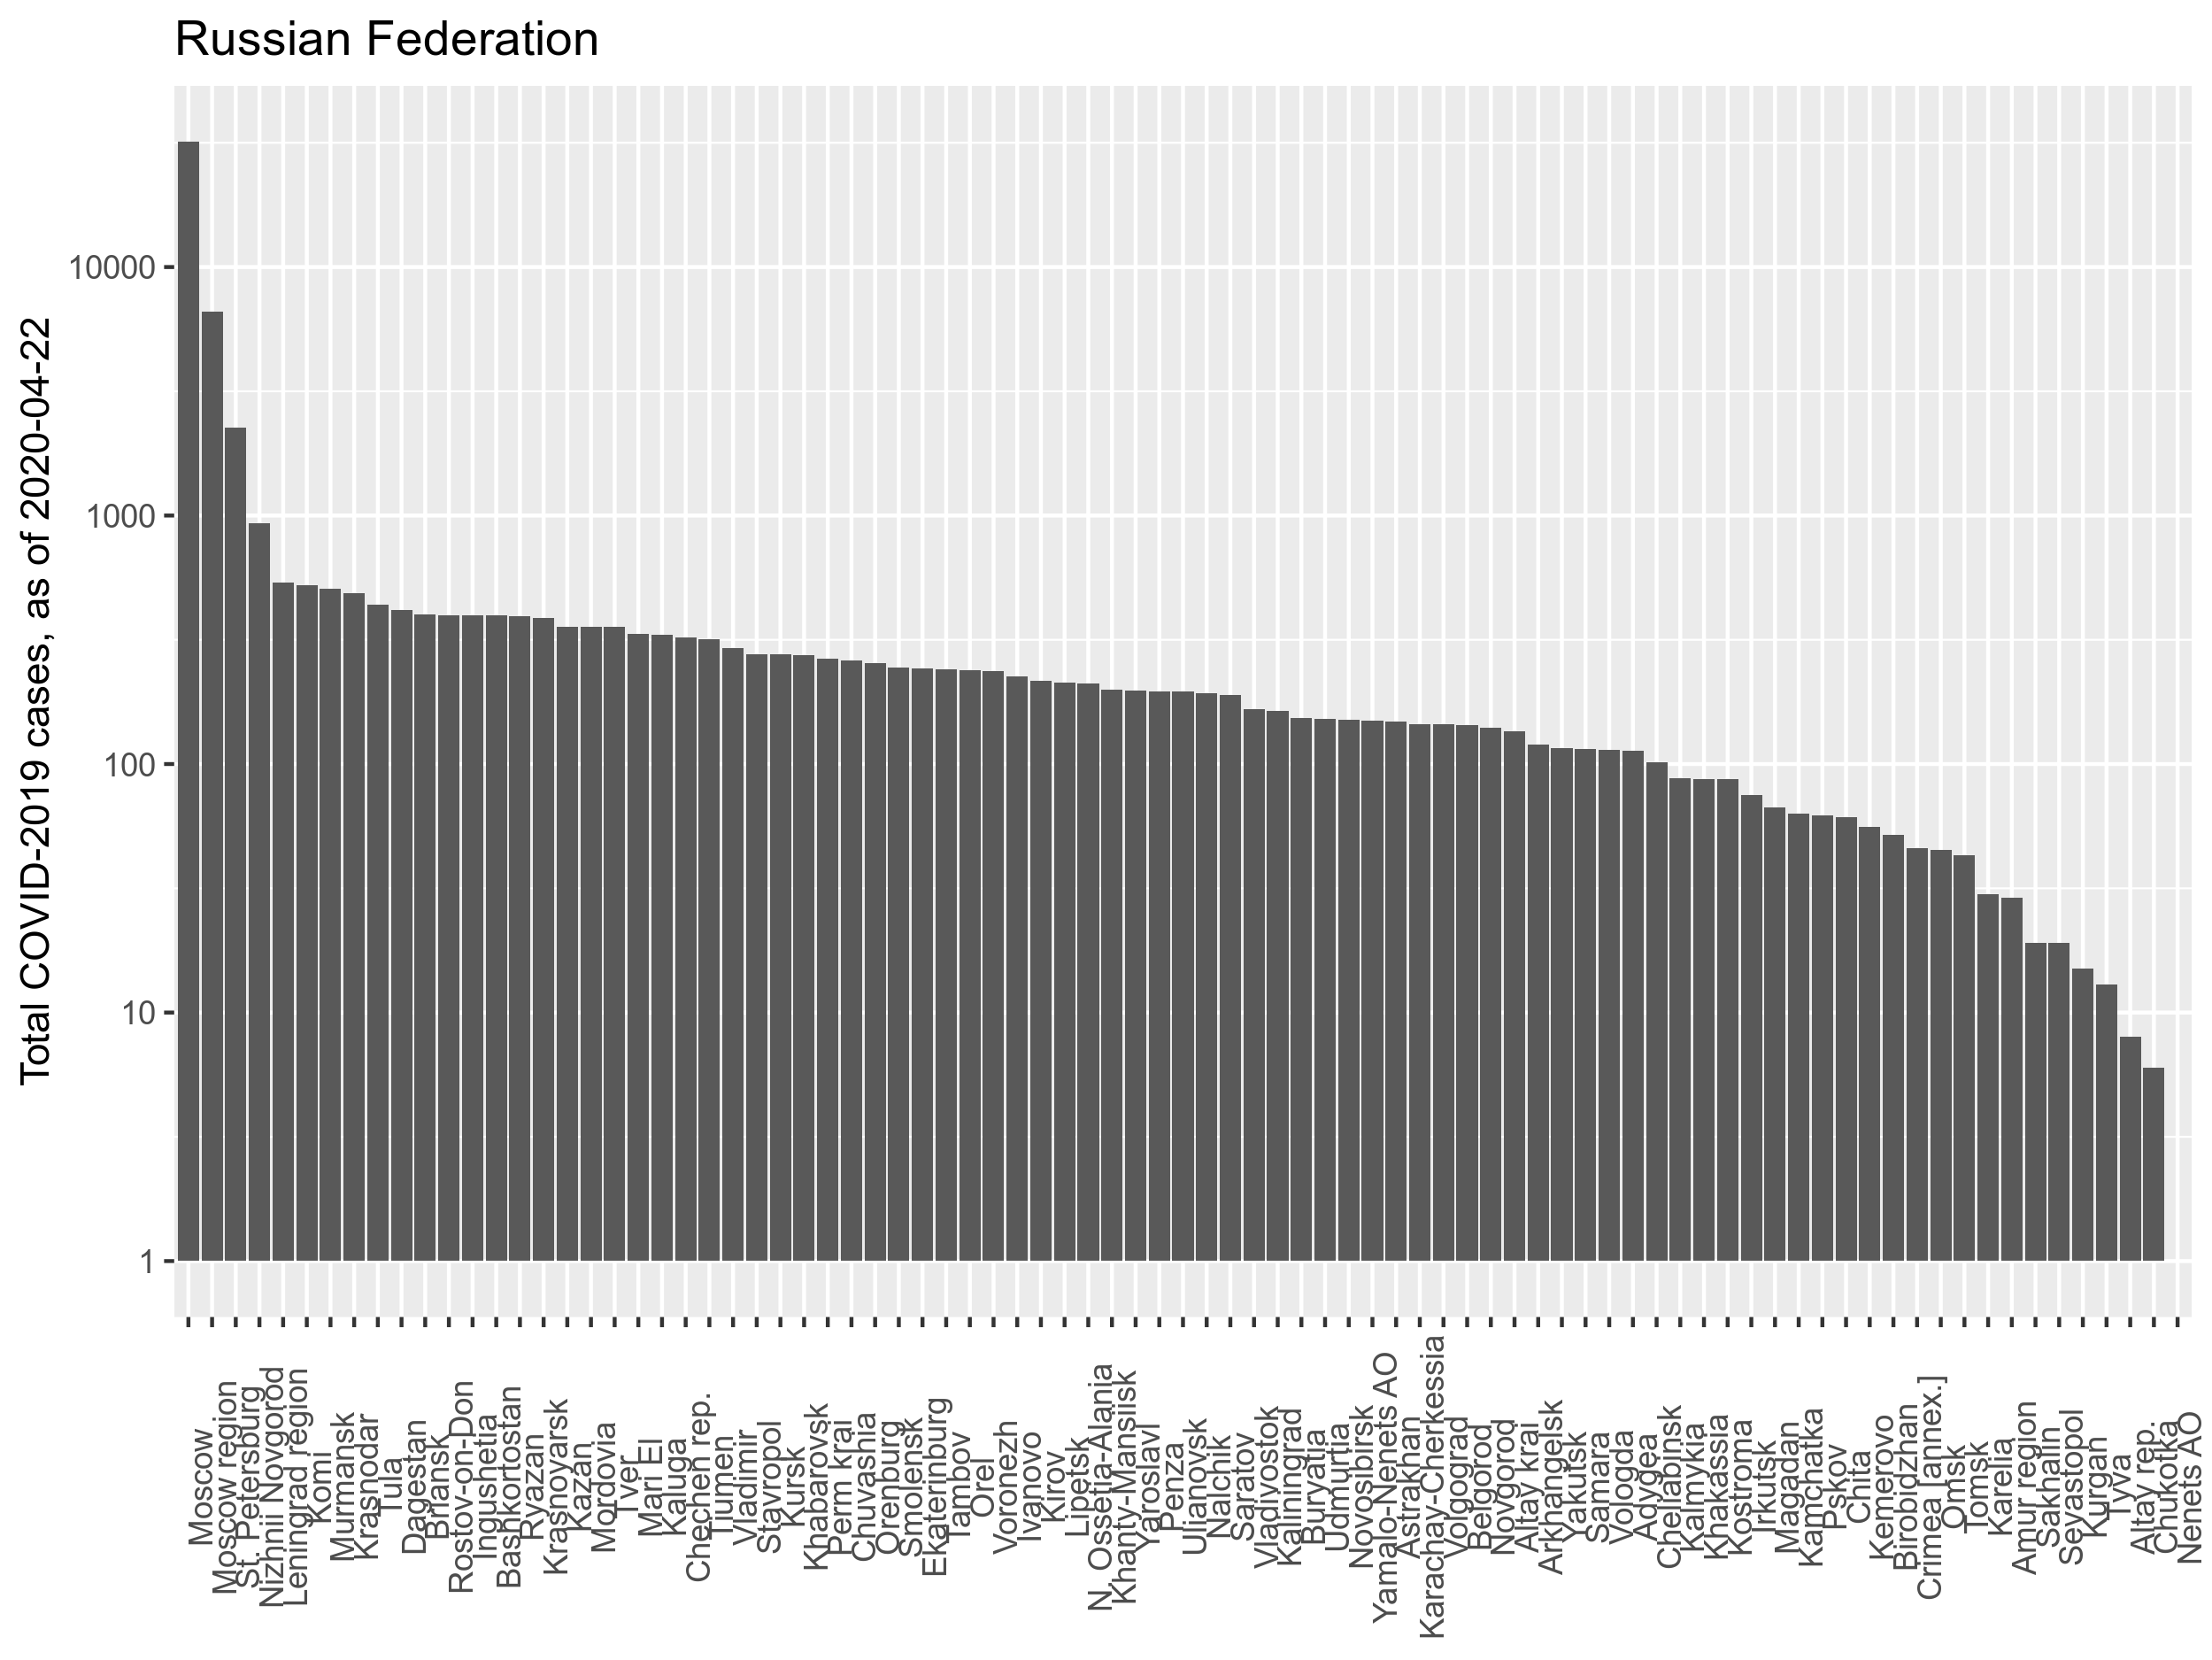 Russian Federation
Total COVID-2019 cases, as of 2020-04-22
10000
1000
100
10
1
Moscow
Moscow region
St. Petersburg
Nizhnii Novgorod
Leningrad region
Komi
Murmansk
Krasnodar
Tula
Dagestan
Briansk
Rostov-on-Don
Ingushetia
Bashkortostan
Ryazan
Krasnoyarsk
Kazan
Mordovia
Tver
Mari El
Kaluga
Chechen rep.
Tiumen
Vladimir
Stavropol
Kursk
Khabarovsk
Perm krai
Chuvashia
Orenburg
Smolensk
Ekaterinburg
Tambov
Orel
Voronezh
Ivanovo
Kirov
Lipetsk
N. Ossetia-Alania
Khanty-Mansiisk
Yaroslavl
Penza
Ulianovsk
Nalchik
Saratov
Vladivostok
Kaliningrad
Buryatia
Udmurtia
Novosibirsk
Yamalo-Nenets AO
Astrakhan
Karachay-Cherkessia
Volgograd
Belgorod
Novgorod
Altay krai
Arkhangelsk
Yakutsk
Samara
Vologda
Adygea
Cheliabinsk
Kalmykia
Khakassia
Kostroma
Irkutsk
Magadan
Kamchatka
Pskov
Chita
Kemerovo
Birobidzhan
Crimea [annex.]
Omsk
Tomsk
Karelia
Amur region
Sakhalin
Sevastopol
Kurgan
Tyva
Altay rep.
Chukotka
Nenets AO